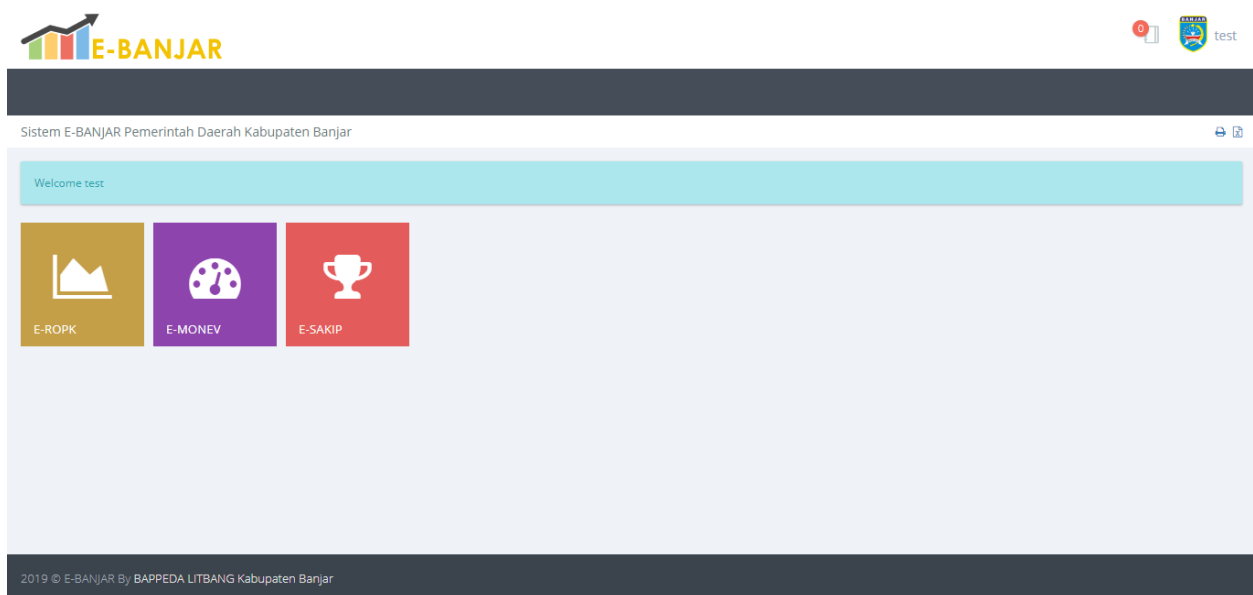 E-BANJAR
0
BANJAR
test
Sistem E-BANJAR Pemerintah Daerah Kabupaten Banjar
Welcome test
E-ROPK
E-MONEV
E-SAKIP
2019 © E-BANJAR By BAPPEDA LITBANG Kabupaten Banjar